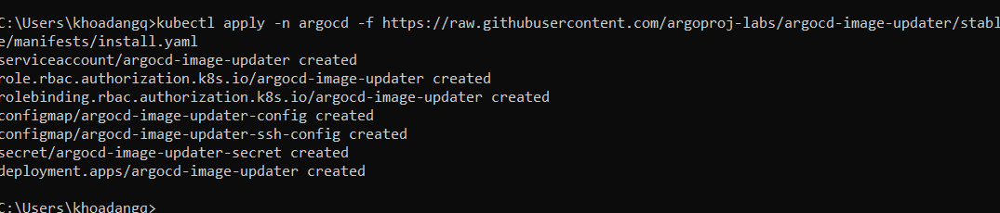 C:\Users\khoadangq>kubectl apply -n argocd -f https://raw.githubusercontent.com/argoproj-labs/argocd-image-updater/stabl
e/manifests/install.yaml
serviceaccount/argocd-image-updater created
role.rbac.authorization.k8s.io/argocd-image-updater created
rolebinding.rbac.authorization.k8s.io/argocd-image-updater created
configmap/argocd-image-updater-config created
configmap/argocd-image-updater-ssh-config created
secret/argocd-image-updater-secret created
deployment.apps/argocd-image-updater created
C:\Users\khoadangq>